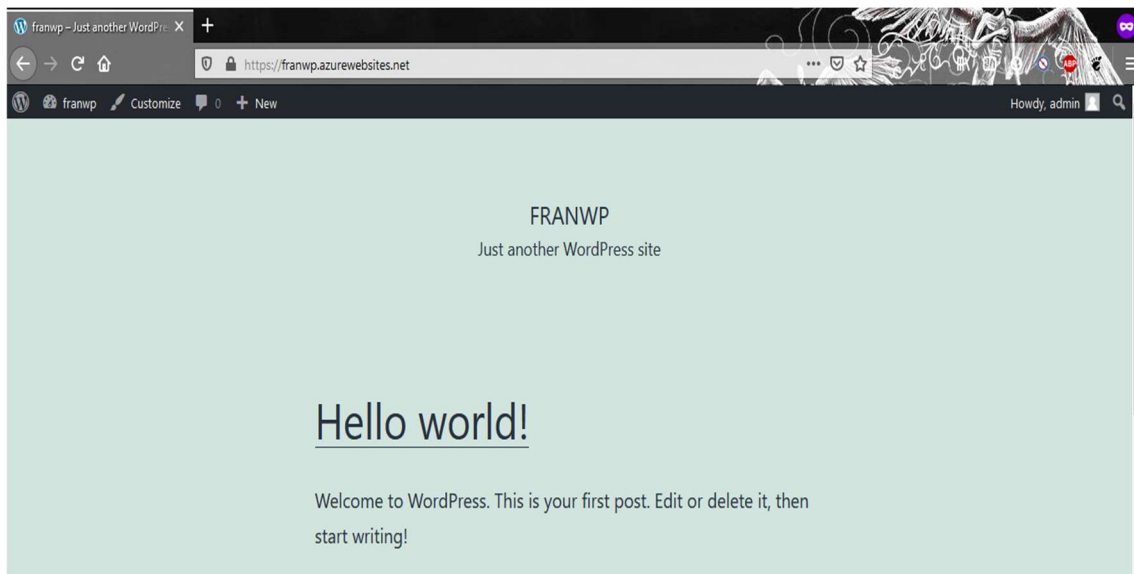 franwp – Just another WordPre
https://franwp.azurewebsites.net
ABP
franwp Customize 0 + New Howdy, admin
FRANWP
Just another WordPress site
Hello world!
Welcome to WordPress. This is your first post. Edit or delete it, then
start writing!